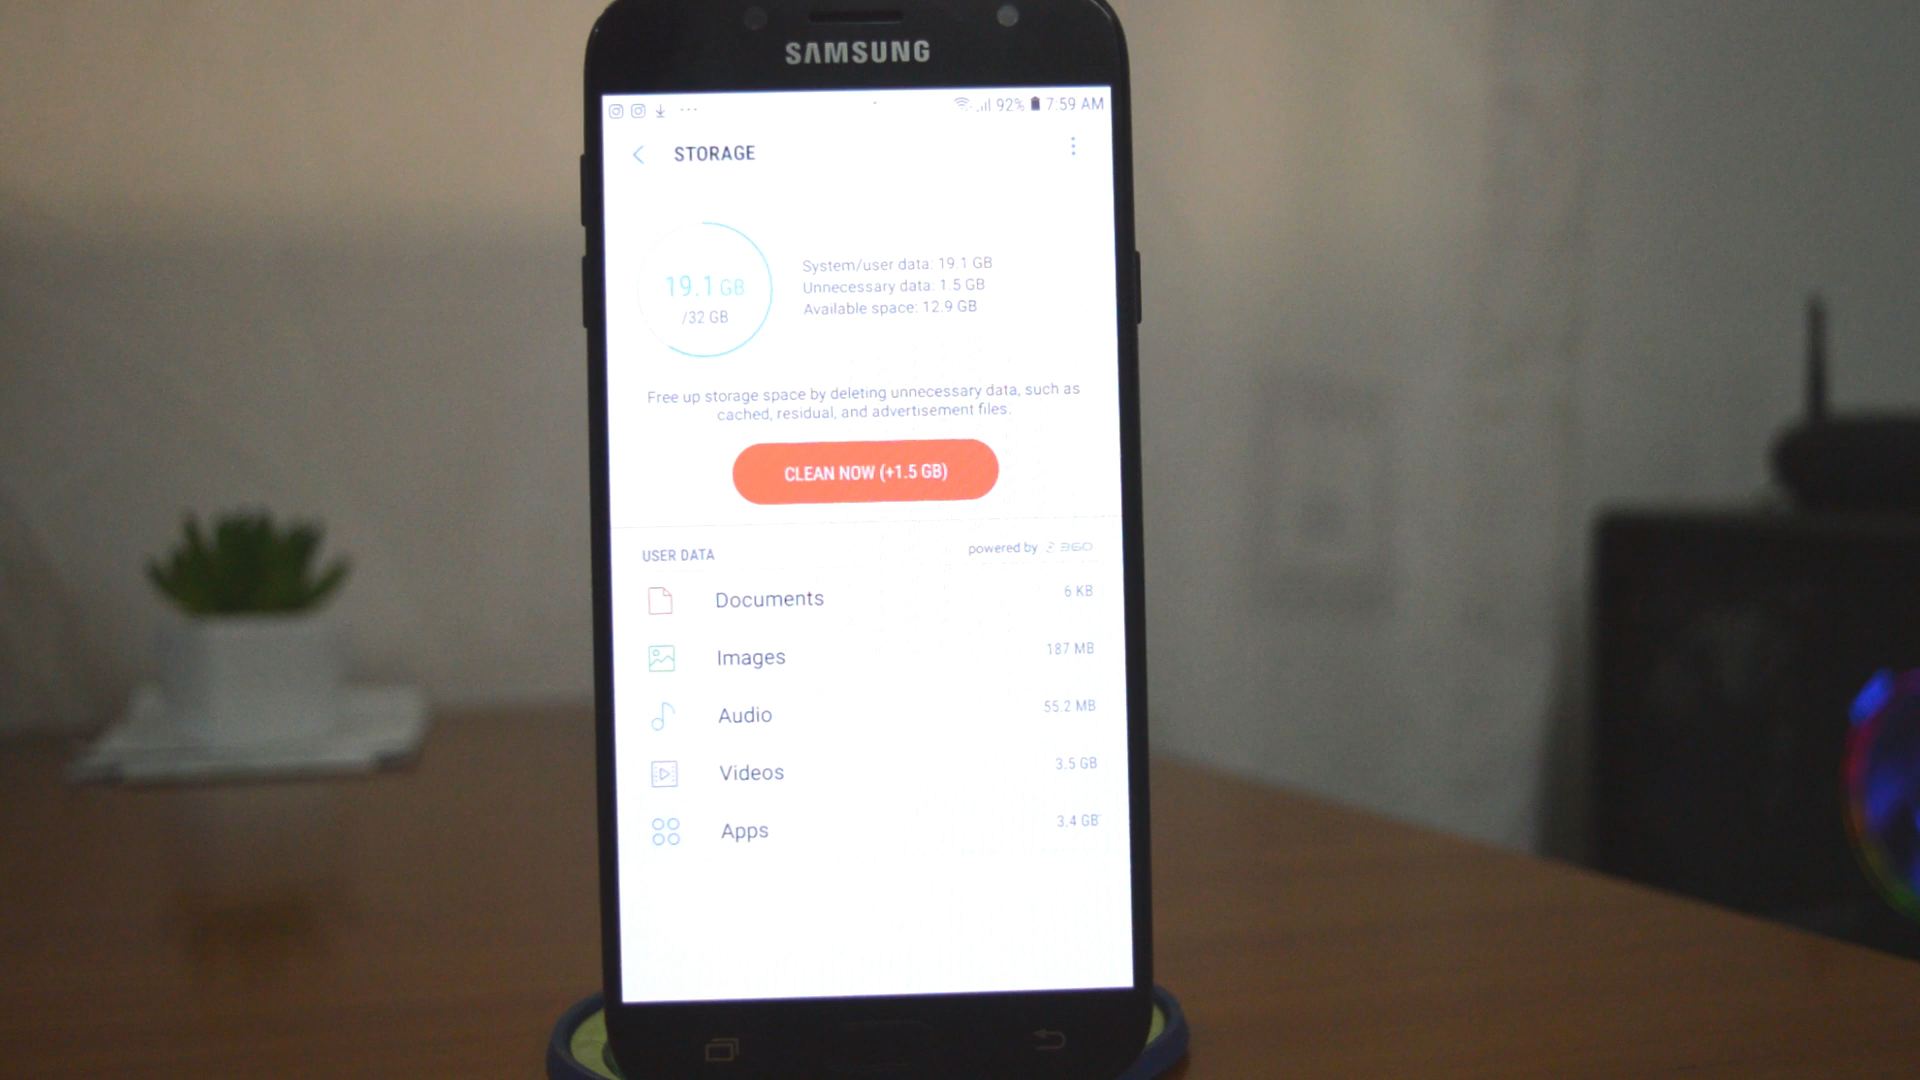 SAMSUNG
92% 7:59 AM
STORAGE
19.1 GB
/32 GB
System/user data: 19.1 GB
Unnecessary data: 1.5 GB
Available space: 12.9 GB
Free up storage space by deleting unnecessary data, such as
cached, residual, and advertisement files.
CLEAN NOW (+1.5 GB)
USER DATA
powered by 360
Documents 6 KB
Images 187 MB
Audio 55.2 MB
Videos 3.5 GB
Apps 3.4 GB